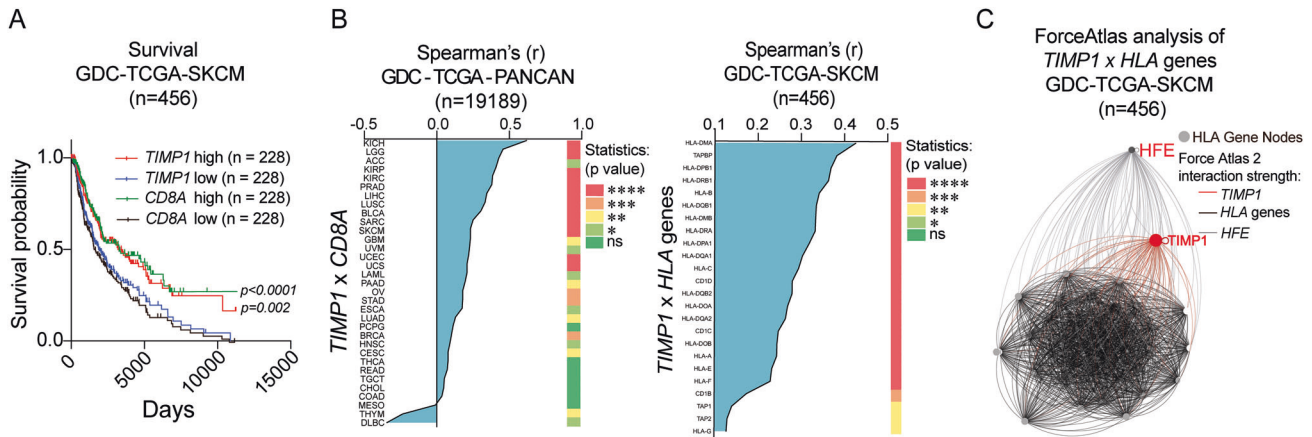 A
Survival
GDC-TCGA-SKCM
(n=456)
Survival probability
1.0
0.5
0.0
0
5000
10000
15000
Days
TIMP1 high (n = 228)
TIMP1 low (n = 228)
CD8A high (n = 228)
CD8A low (n = 228)
p<0.0001
p=0.002
B
Spearman's (r)
GDC-TCGA-PANCAN
(n=19189)
-0.5
0.0
0.5
1.0
TIMP1 x CD8A
KICH
LGG
ACC
KIRP
KIRC
PRAD
LIHC
LUSC
BLCA
SARC
SKCM
GBM
UVM
UCEC
UCS
LAML
PAAD
OV
STAD
ESCA
LUAD
PCPG
BRCA
HNSC
CESC
THCA
READ
TGCT
CHOL
COAD
MESO
THYM
DLBC
Statistics:
(p value)
****
***
**
*
ns
Spearman's (r)
GDC-TCGA-SKCM
(n=456)
0.1
0.2
0.3
0.4
0.5
TIMP1 x HLA genes
HLA-DMA
TAPBP
HLA-DPB1
HLA-DRB1
HLA-B
HLA-DQB1
HLA-DMB
HLA-DRA
HLA-DPA1
HLA-DQA1
HLA-C
CD1D
HLA-DQB2
HLA-DOA
HLA-DQA2
CD1C
HLA-DOB
HLA-A
HLA-E
HLA-F
CD1B
TAP1
TAP2
HLA-G
Statistics:
(p value)
****
***
**
*
ns
C
ForceAtlas analysis of
TIMP1 x HLA genes
GDC-TCGA-SKCM
(n=456)
HFE
TIMP1
HLA Gene Nodes
Force Atlas 2
interaction strength:
TIMP1
HLA genes
HFE